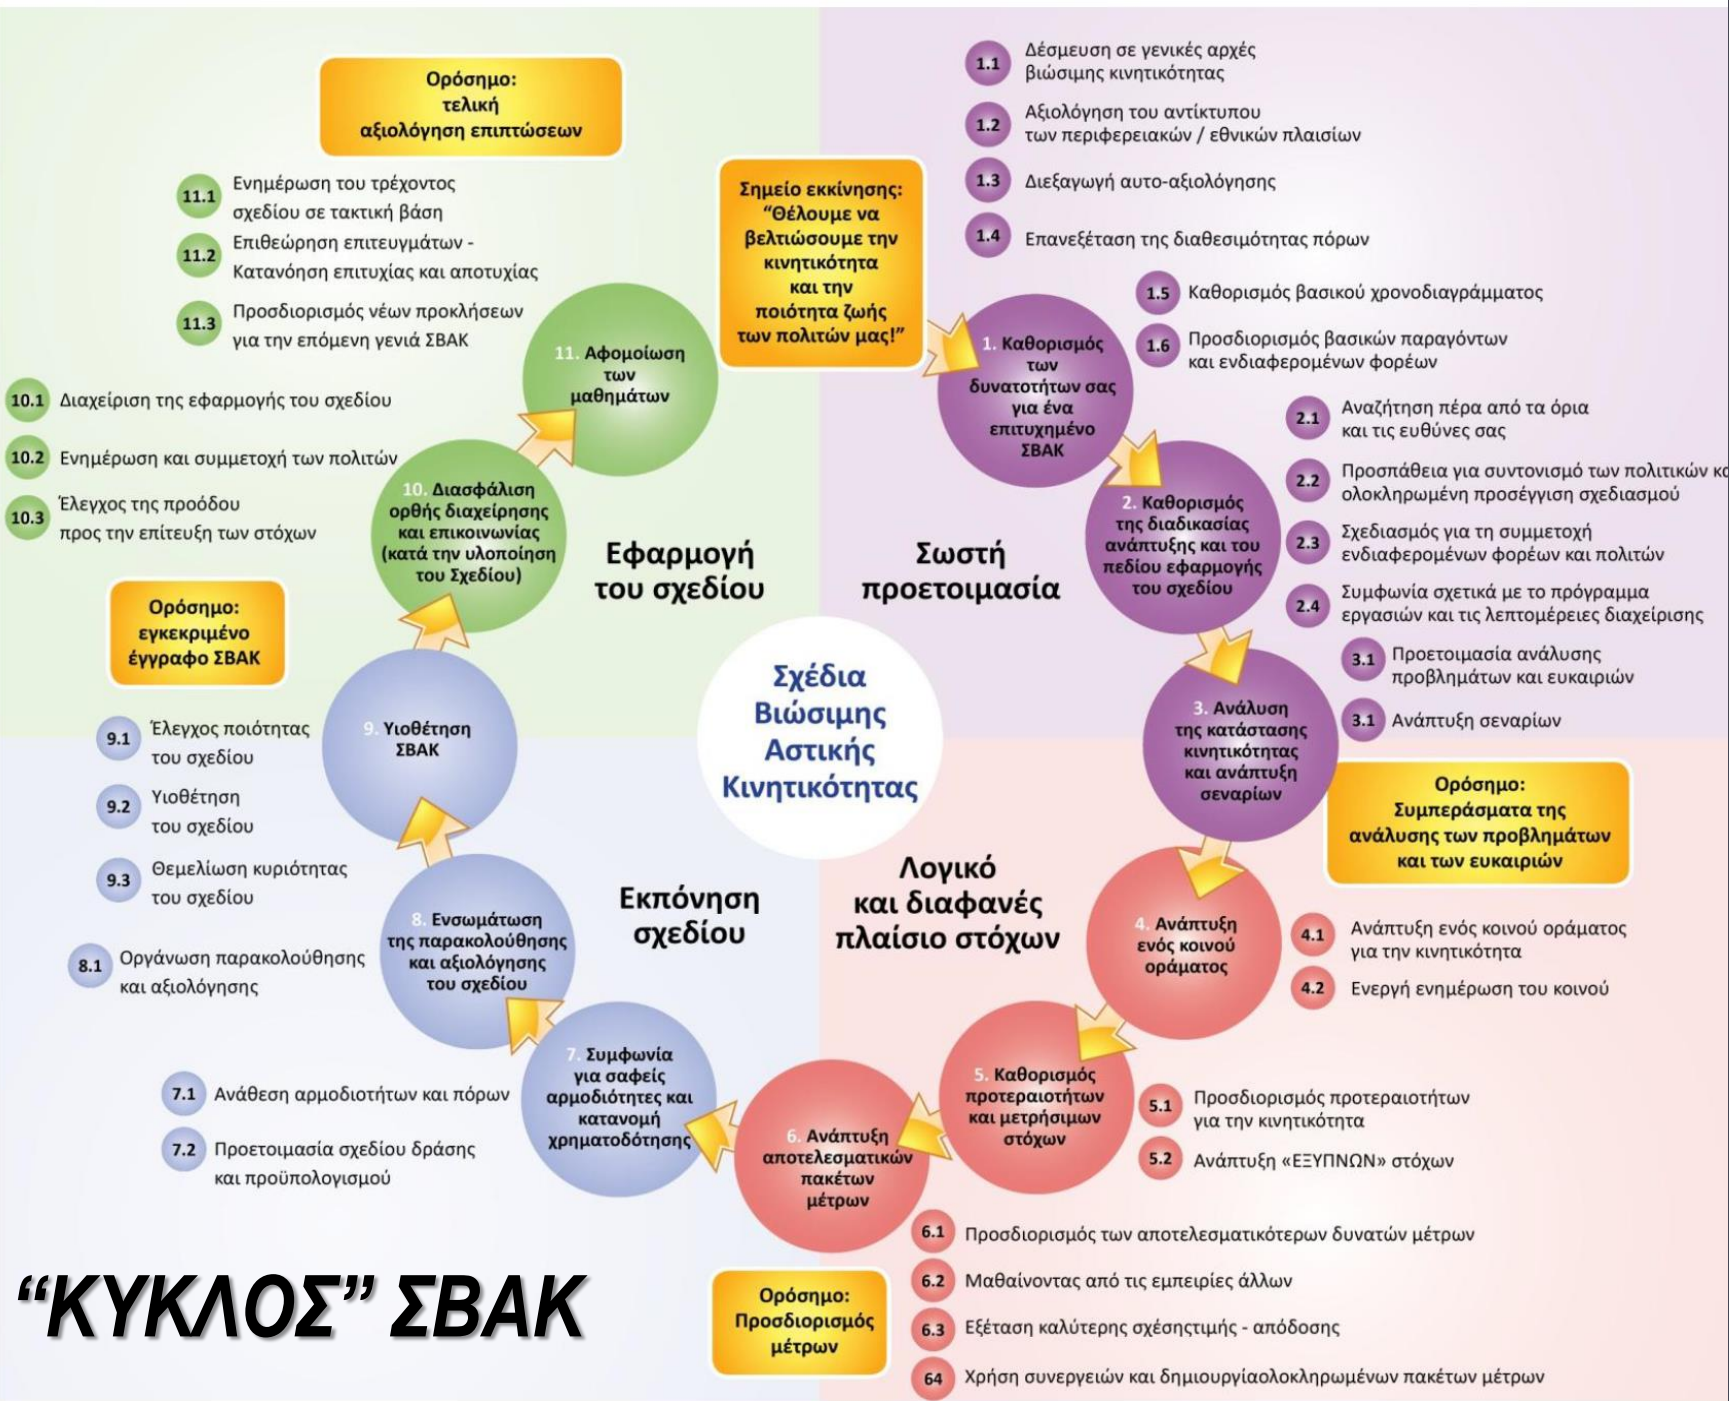 Ορόσημο:
τελική
αξιολόγηση επιπτώσεων
11.1 Ενημέρωση του τρέχοντος
σχεδίου σε τακτική βάση
11.2 Επιθεώρηση επιτευγμάτων -
Κατανόηση επιτυχίας και αποτυχίας
11.3 Προσδιορισμός νέων προκλήσεων
για την επόμενη γενιά ΣΒΑΚ
11. Αφομοίωση
των
μαθημάτων
10.1 Διαχείριση της εφαρμογής του σχεδίου
10.2 Ενημέρωση και συμμετοχή των πολιτών
10.3 Έλεγχος της προόδου
προς την επίτευξη των στόχων
10. Διασφάλιση
ορθής διαχείρησης
και επικοινωνίας
(κατά την υλοποίηση
του Σχεδίου)
Εφαρμογή
του σχεδίου
Ορόσημο:
εγκεκριμένο
έγγραφο ΣΒΑΚ
Σημείο εκκίνησης:
“Θέλουμε να
βελτιώσουμε την
κινητικότητα
και την
ποιότητα ζωής
των πολιτών μας!”
1.1 Δέσμευση σε γενικές αρχές
βιώσιμης κινητικότητας
1.2 Αξιολόγηση του αντίκτυπου
των περιφερειακών / εθνικών πλαισίων
1.3 Διεξαγωγή αυτο-αξιολόγησης
1.4 Επανεξέταση της διαθεσιμότητας πόρων
1.5 Καθορισμός βασικού χρονοδιαγράμματος
1.6 Προσδιορισμός βασικών παραγόντων
και ενδιαφερομένων φορέων
1. Καθορισμός
των
δυνατοτήτων σας
για ένα
επιτυχημένο
ΣΒΑΚ
2.1 Αναζήτηση πέρα από τα όρια
και τις ευθύνες σας
2.2 Προσπάθεια για συντονισμό των πολιτικών
ολοκληρωμένη προσέγγιση σχεδιασμού
2.3 Σχεδιασμός για τη συμμετοχή
ενδιαφερομένων φορέων και πολιτών
2.4 Συμφωνία σχετικά με το πρόγραμμα
εργασιών και τις λεπτομέρειες διαχείρισης
2. Καθορισμός
της διαδικασίας
ανάπτυξης και του
πεδίου εφαρμογής
του σχεδίου
Σωστή
προετοιμασία
3.1 Προετοιμασία ανάλυσης
προβλημάτων και ευκαιριών
3.1 Ανάπτυξη σεναρίων
3. Ανάλυση
της κατάστασης
κινητικότητας
και ανάπτυξη
σεναρίων
Ορόσημο:
Συμπεράσματα της
ανάλυσης των προβλημάτων
και των ευκαιριών
Σχέδια
Βιώσιμης
Αστικής
Κινητικότητας
Λογικό
και διαφανές
πλαίσιο στόχων
4. Ανάπτυξη
ενός κοινού
οράματος
4.1 Ανάπτυξη ενός κοινού οράματος
για την κινητικότητα
4.2 Ενεργή ενημέρωση του κοινού
5. Καθορισμός
προτεραιοτήτων
και μετρήσιμων
στόχων
5.1 Προσδιορισμός προτεραιοτήτων
για την κινητικότητα
5.2 Ανάπτυξη «ΕΞΥΠΝΩΝ» στόχων
6. Ανάπτυξη
αποτελεσματικών
πακέτων
μέτρων
6.1 Προσδιορισμός των αποτελεσματικότερων δυνατών μέτρων
6.2 Μαθαίνοντας από τις εμπειρίες άλλων
6.3 Εξέταση καλύτερης σχέσηςτιμής - απόδοσης
64 Χρήση συνεργειών και δημιουργίαολοκληρωμένων πακέτων μέτρων
Ορόσημο:
Προσδιορισμός
μέτρων
Εκπόνηση
σχεδίου
7. Συμφωνία
για σαφείς
αρμοδιότητες και
κατανομή
χρηματοδότησης
7.1 Ανάθεση αρμοδιοτήτων και πόρων
7.2 Προετοιμασία σχεδίου δράσης
και προϋπολογισμού
8. Ενσωμάτωση
της παρακολούθησης
και αξιολόγησης
του σχεδίου
8.1 Οργάνωση παρακολούθησης
και αξιολόγησης
9. Υιοθέτηση
ΣΒΑΚ
9.1 Έλεγχος ποιότητας
του σχεδίου
9.2 Υιοθέτηση
του σχεδίου
9.3 Θεμελίωση κυριότητας
του σχεδίου
“ΚΥΚΛΟΣ” ΣΒΑΚ